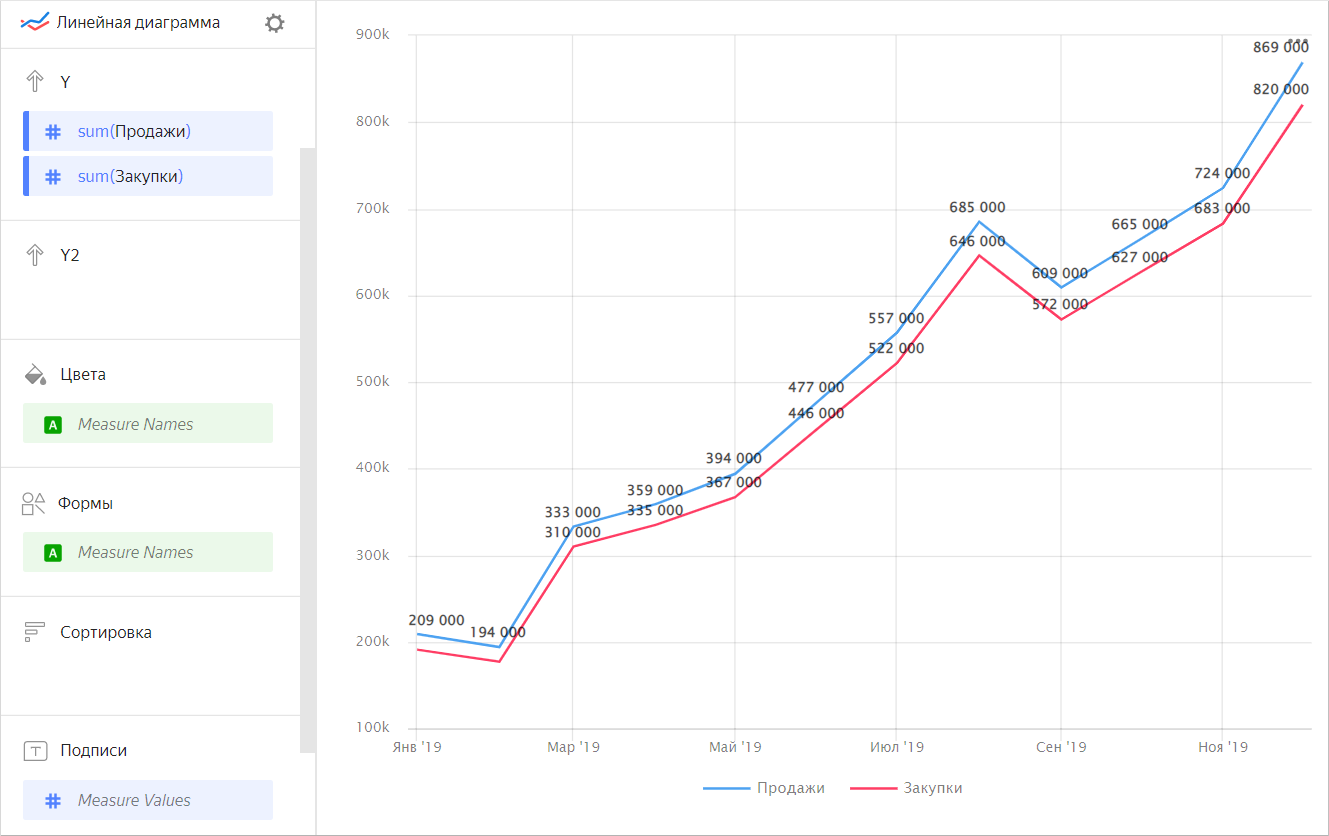 Линейная диаграмма
Y
# sum(Продажи)
# sum(Закупки)
Y2
Цвета
A Measure Names
Формы
A Measure Names
Сортировка
T Подписи
# Measure Values
900k
800k
700k
600k
500k
400k
300k
200k
100k
869 000
820 000
724 000
683 000
685 000
646 000
665 000
627 000
609 000
572 000
557 000
522 000
477 000
446 000
394 000
367 000
359 000
335 000
333 000
310 000
209 000
194 000
Янв '19 Мар '19 Май '19 Июл '19 Сен '19 Ноя '19
Продажи Закупки